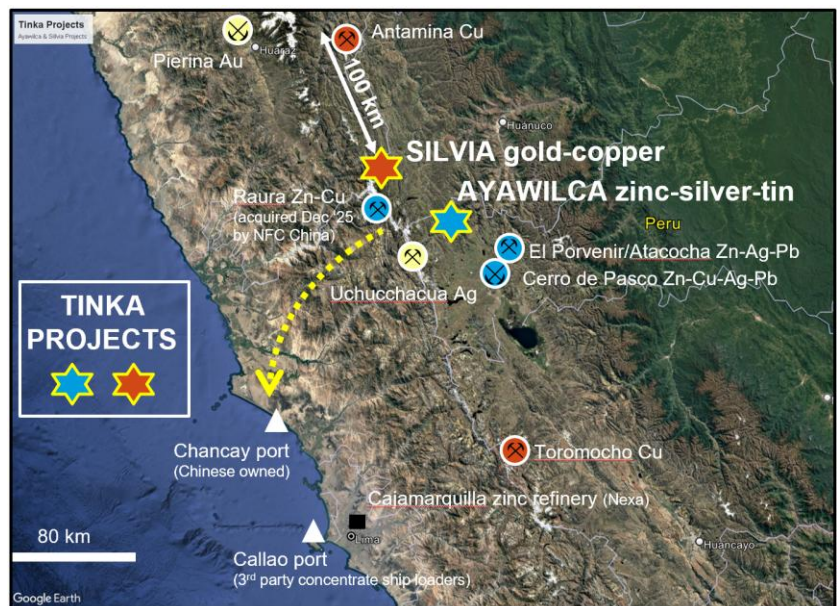 Tinka Projects
Ayawilca & Silvia Projects
Pierina Au
Huaraz
Antamina Cu
100 km
Huánuco
SILVIA gold-copper
AYAWILCA zinc-silver-tin
Raura Zn-Cu
(acquired Dec '25
by NFC China)
Peru
El Porvenir/Atacocha Zn-Ag-Pb
Cerro de Pasco Zn-Cu-Ag-Pb
Uchucchacua Ag
TINKA
PROJECTS
Chancay port
(Chinese owned)
Toromocho Cu
Cajamarquilla zinc refinery (Nexa)
80 km
Lima
Huancayo
Callao port
(3rd party concentrate ship loaders)
Google Earth